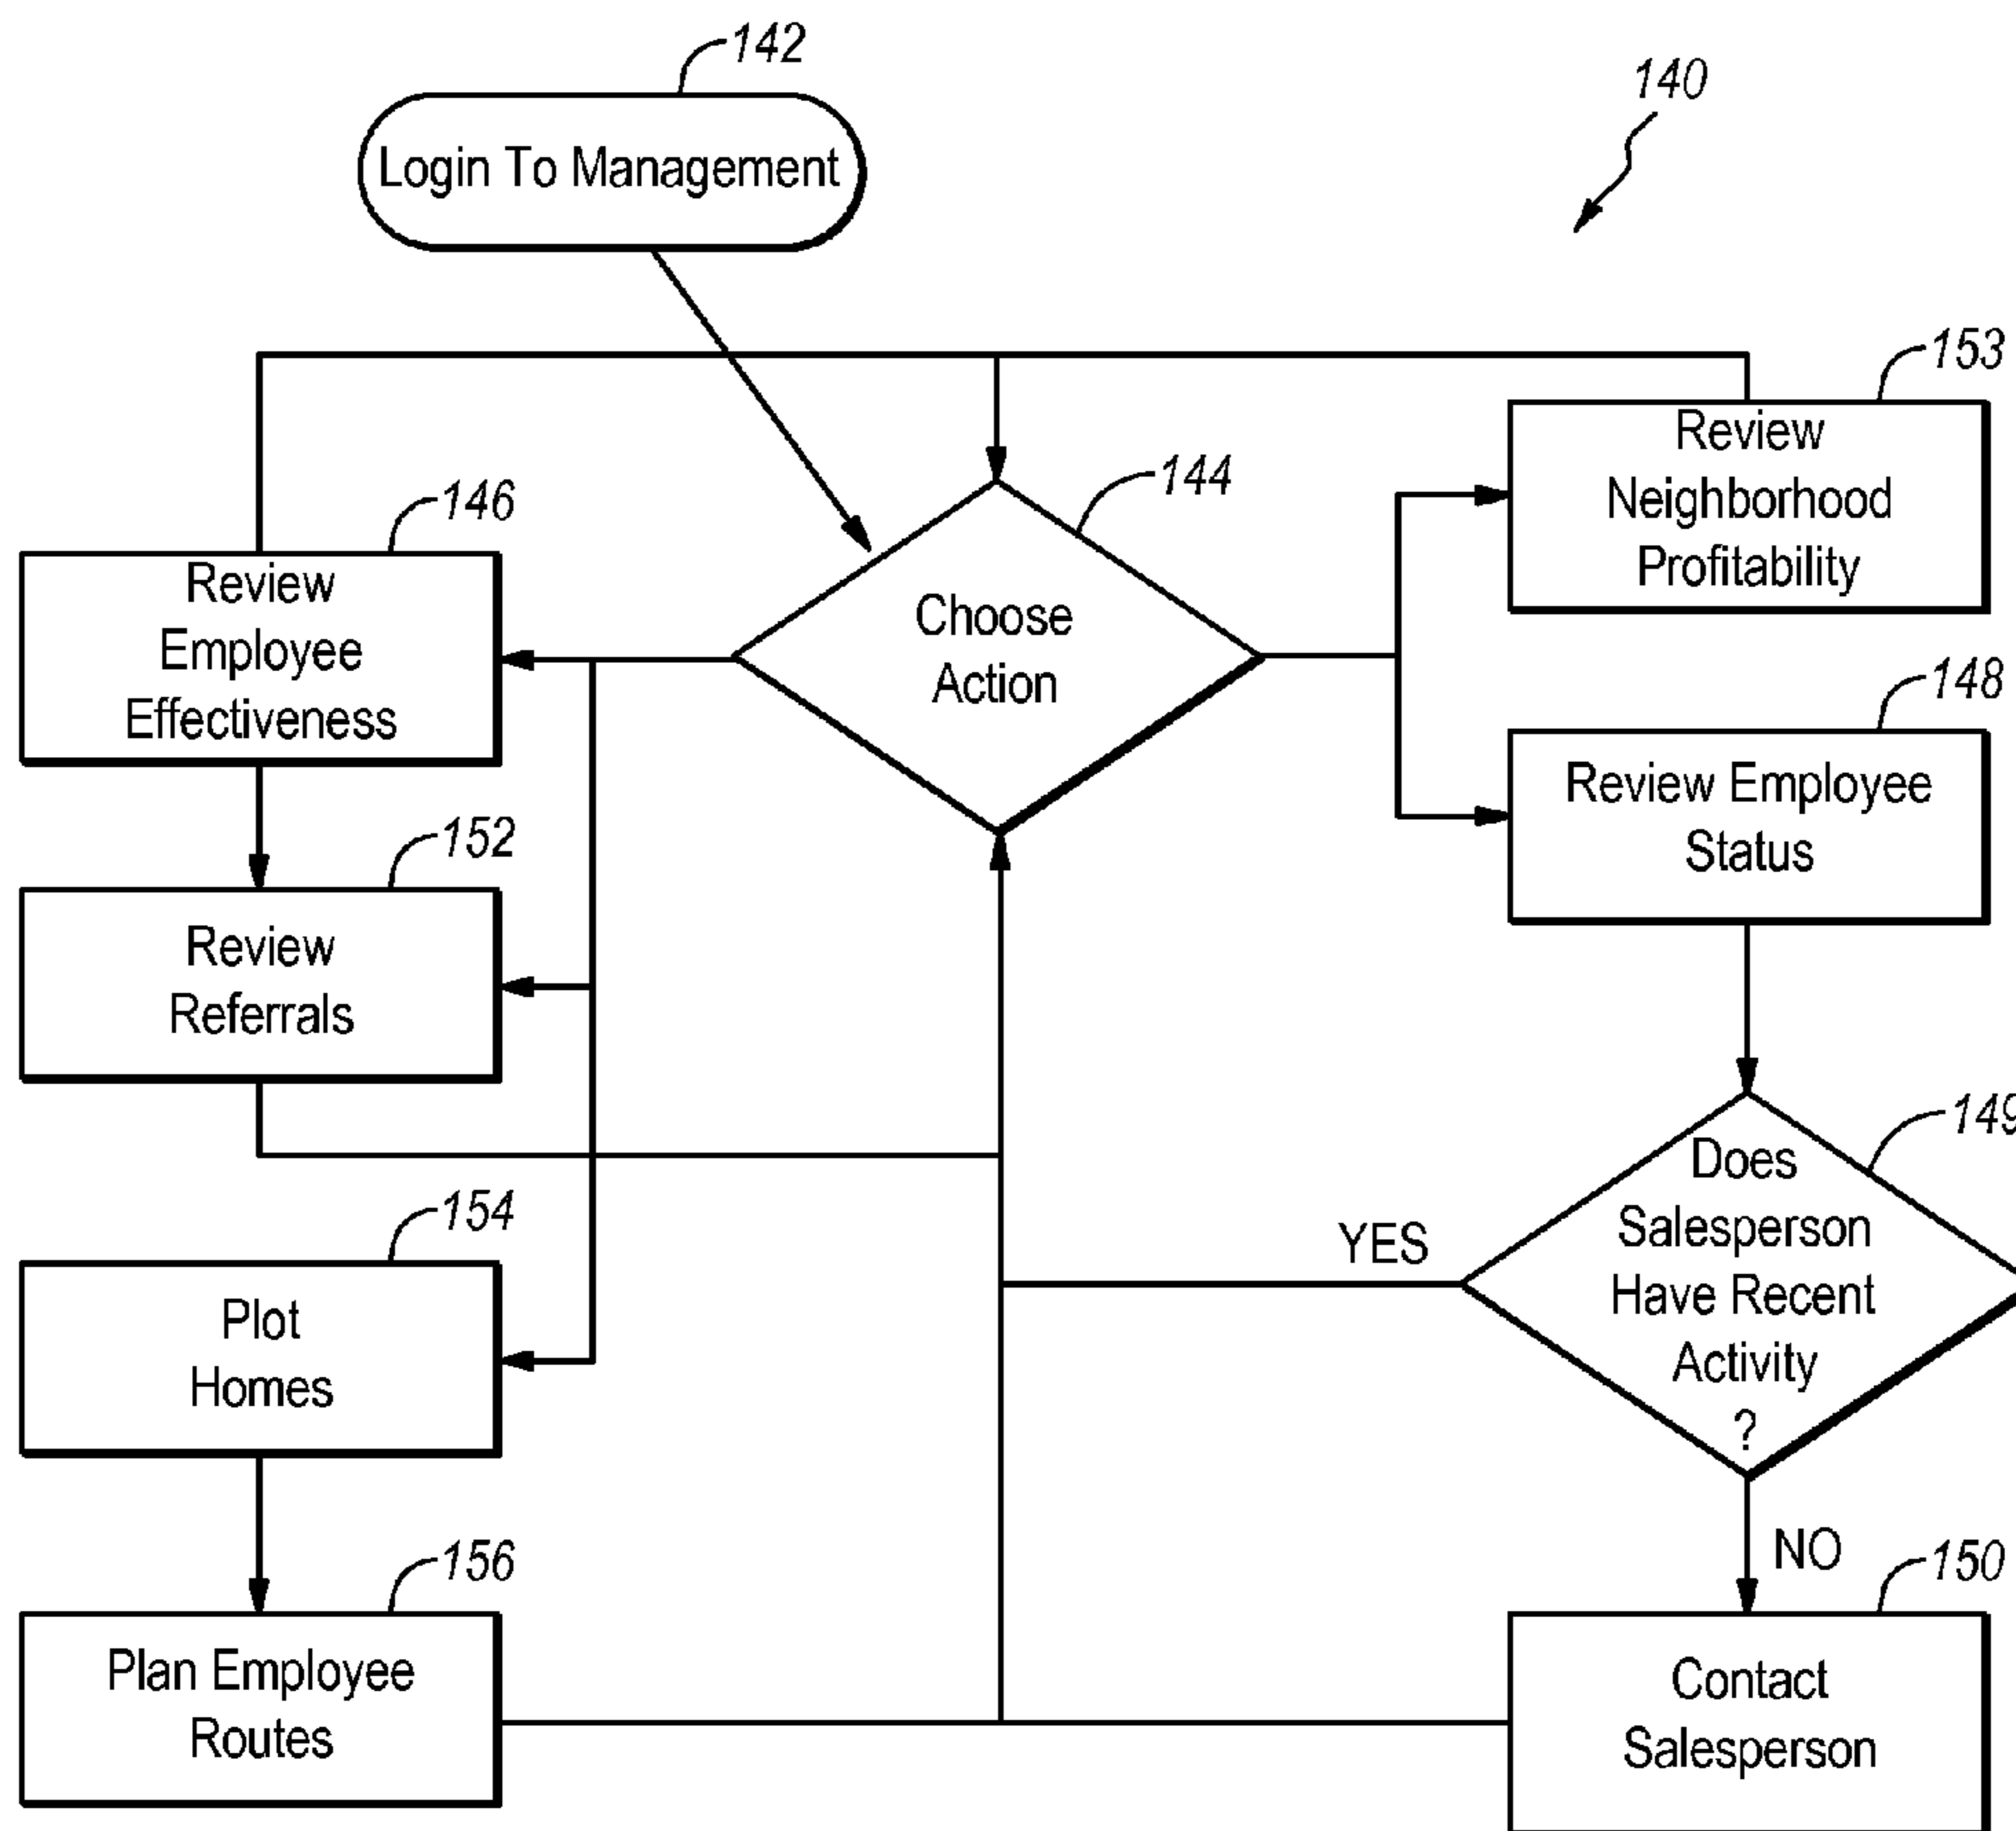 142
140
Login To Management
153
Review
Neighborhood
Profitability
144
146
Choose
Action
Review
Employee
Effectiveness
148
Review Employee
Status
152
Review
Referrals
149
Does
Salesperson
Have Recent
Activity
?
YES
154
Plot
Homes
NO
156
150
Plan Employee
Routes
Contact
Salesperson